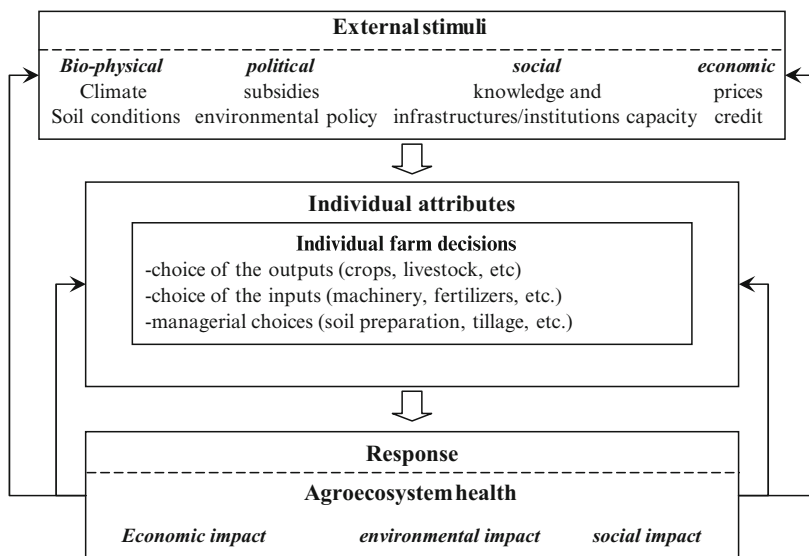 External stimuli
Bio-physical political social economic
Climate subsidies knowledge and prices
Soil conditions environmental policy infrastructures/institutions capacity credit
Individual attributes
Individual farm decisions
-choice of the outputs (crops, livestock, etc)
-choice of the inputs (machinery, fertilizers, etc.)
-managerial choices (soil preparation, tillage, etc.)
Response
Agroecosystem health
Economic impact environmental impact social impact